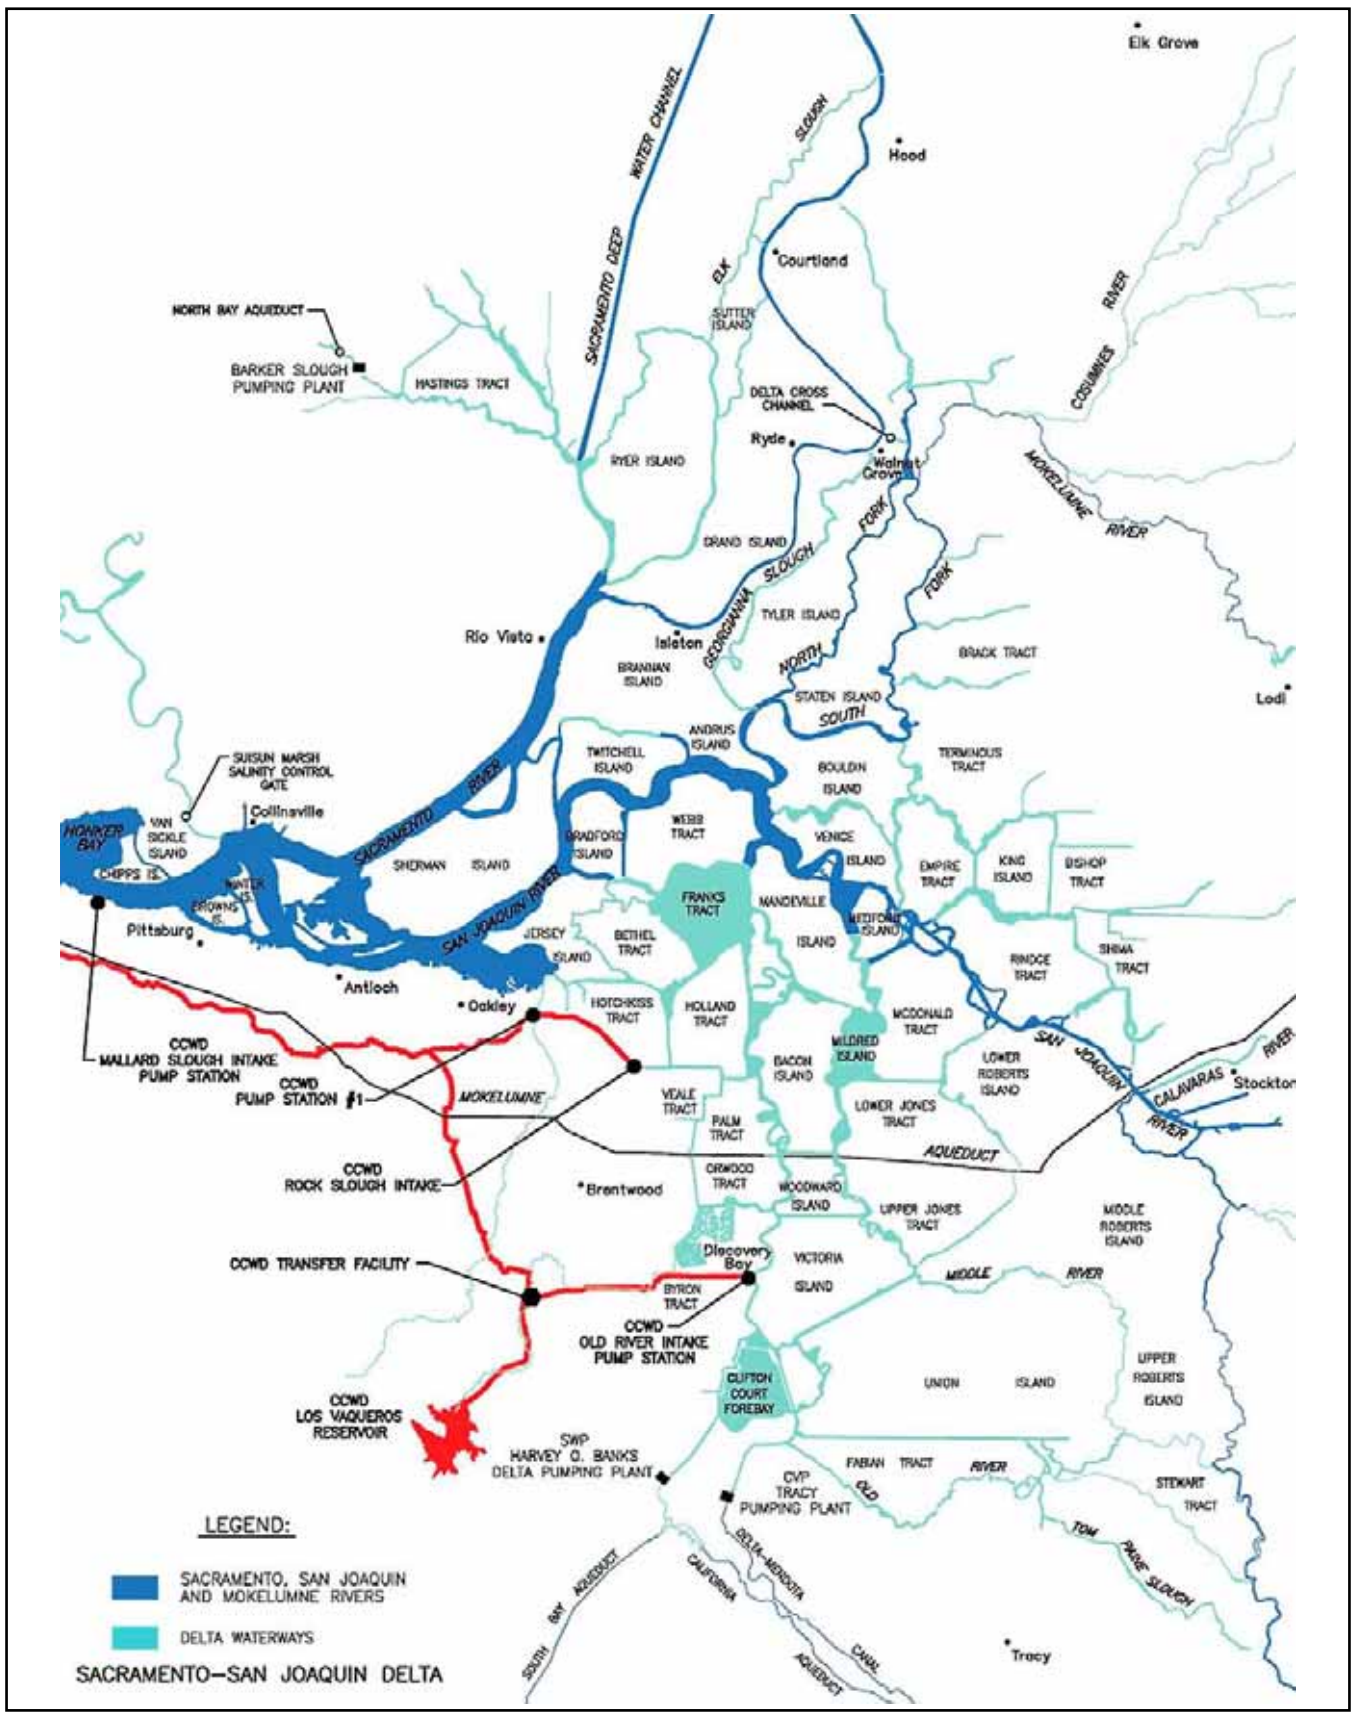 Elk Grove
WATER CHANNEL
SLOUGH
Hood
SACRAMENTO DEEP
ELK
Courtland
COSUMNES
RIVER
NORTH BAY AQUEDUCT
SUTTER
ISLAND
BARKER SLOUGH
PUMPING PLANT
HASTINGS TRACT
DELTA CROSS
CHANNEL
Ryde
RYER ISLAND
Walnut
Grove
MOKELUMNE
RIVER
FORK
GRAND ISLAND
SLOUGH
GEORGIANNA
FORK
TYLER ISLAND
Rio Vista
Isleton
NORTH
BRACK TRACT
BRANNAN
ISLAND
STATEN ISLAND
SOUTH
Lodi
ANDRUS
ISLAND
TWITCHELL
ISLAND
TERMINOUS
TRACT
BOULDIN
ISLAND
SUISUN MARSH
SALINITY CONTROL
GATE
Collinsville
SACRAMENTO
RIVER
HONKER
BAY
VAN
SICKLE
ISLAND
WEBB
TRACT
BRADFORD
ISLAND
VENICE
ISLAND
SHERMAN ISLAND
EMPIRE
TRACT
KING
ISLAND
BISHOP
TRACT
CHIPPS IS.
WINTER
IS.
BROWNS
IS.
FRANKS
TRACT
MANDEVILLE
ISLAND
MEDFORD
ISLAND
SAN JOAQUIN RIVER
Pittsburg
JERSEY
ISLAND
BETHEL
TRACT
RINDGE
TRACT
SHIMA
TRACT
Antioch
Oakley
HOTCHKISS
TRACT
HOLLAND
TRACT
MCDONALD
TRACT
MILDRED
ISLAND
SAN JOAQUIN
RIVER
CCWD
MALLARD SLOUGH INTAKE
PUMP STATION
BACON
ISLAND
LOWER
ROBERTS
ISLAND
CALAVARAS
RIVER
Stockton
CCWD
PUMP STATION #1
MOKELUMNE
VEALE
TRACT
PALM
TRACT
LOWER JONES
TRACT
AQUEDUCT
CCWD
ROCK SLOUGH INTAKE
ORWOOD
TRACT
Brentwood
WOODWARD
ISLAND
UPPER JONES
TRACT
MIDDLE
ROBERTS
ISLAND
CCWD TRANSFER FACILITY
Discovery
Bay
VICTORIA
ISLAND
MIDDLE RIVER
BYRON
TRACT
CCWD
OLD RIVER INTAKE
PUMP STATION
CLIFTON
COURT
FOREBAY
UNION ISLAND
UPPER
ROBERTS
ISLAND
CCWD
LOS VAQUEROS
RESERVOIR
SWP
HARVEY O. BANKS
DELTA PUMPING PLANT
FABIAN TRACT
OLD
RIVER
CVP
TRACY
PUMPING PLANT
STEWART
TRACT
TOM PAINE SLOUGH
LEGEND:
SOUTH BAY AQUEDUCT
DELTA-MENDOTA
CANAL
CALIFORNIA
AQUEDUCT
SACRAMENTO, SAN JOAQUIN
AND MOKELUMNE RIVERS
DELTA WATERWAYS
SACRAMENTO-SAN JOAQUIN DELTA
Tracy